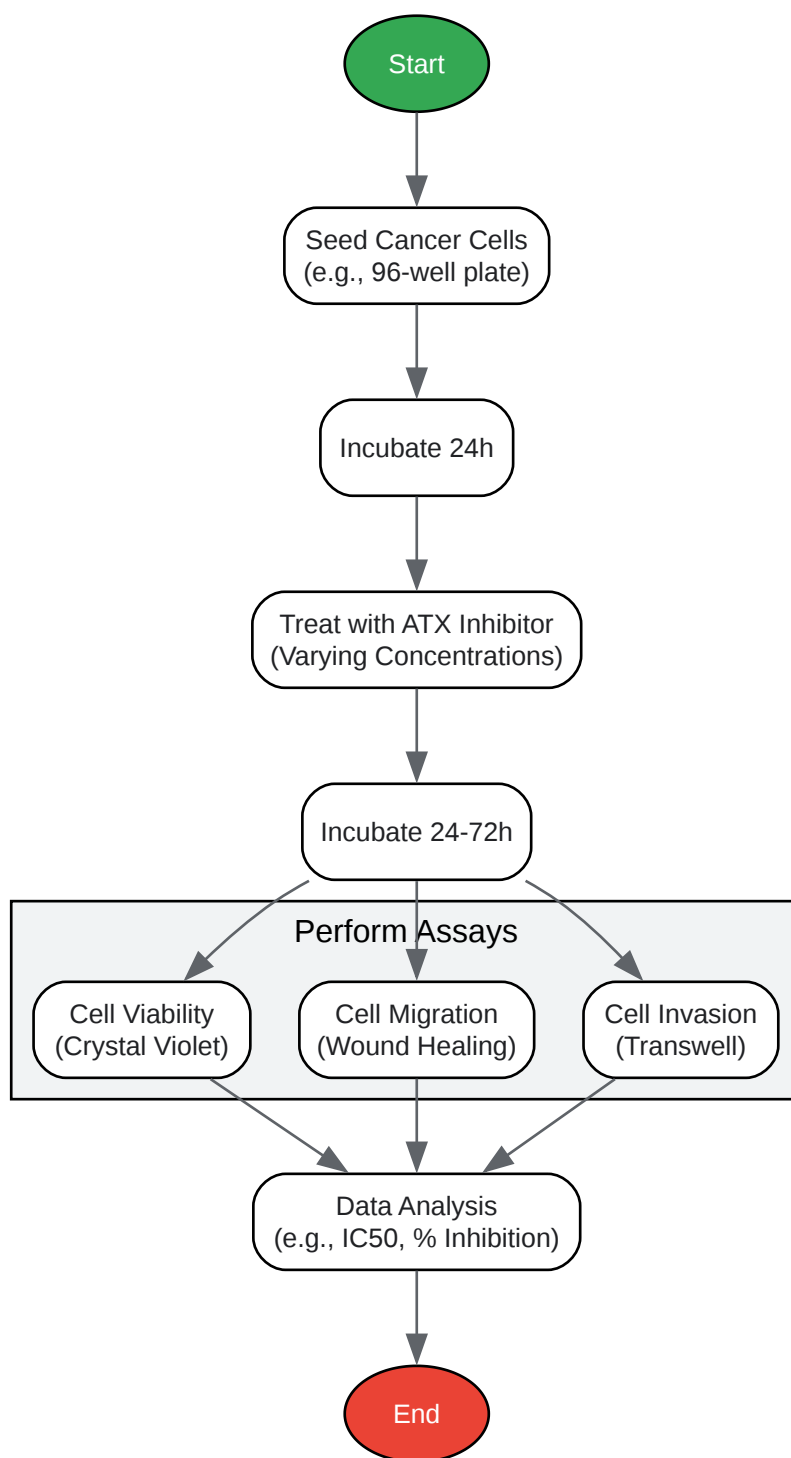 Start
Seed Cancer Cells
(e.g., 96-well plate)
Incubate 24h
Treat with ATX Inhibitor
(Varying Concentrations)
Incubate 24-72h
Perform Assays
Cell Viability
(Crystal Violet)
Cell Migration
(Wound Healing)
Cell Invasion
(Transwell)
Data Analysis
(e.g., IC50, % Inhibition)
End